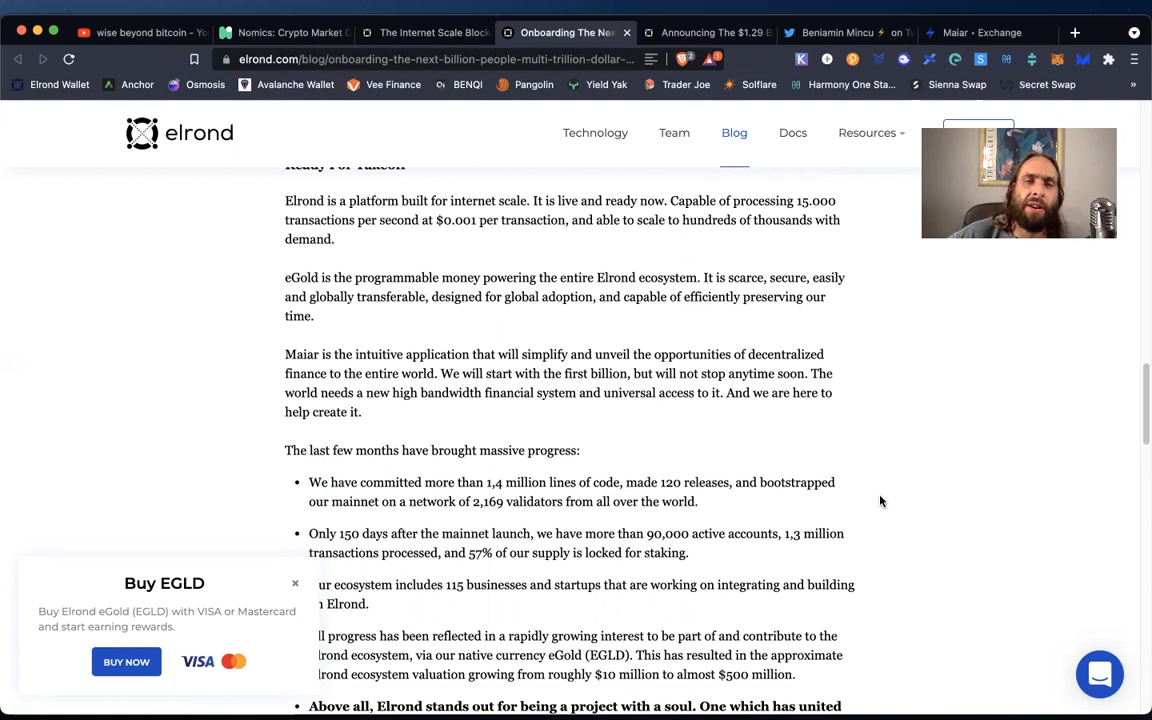 wise beyond bitcoin - Yo
Nomics: Crypto Market C
The Internet Scale Block
Onboarding The Nex
Announcing The $1.29 B
Beniamin Mincu ⚡ on Tw
Maiar • Exchange
elrond.com/blog/onboarding-the-next-billion-people-multi-trillion-dollar-...
Elrond Wallet
Anchor
Osmosis
Avalanche Wallet
Vee Finance
BENQI
Pangolin
Yield Yak
Trader Joe
Solflare
Harmony One Sta...
Sienna Swap
Secret Swap
elrond
Technology
Team
Blog
Docs
Resources
Ready For Takeoff
Elrond is a platform built for internet scale. It is live and ready now. Capable of processing 15.000
transactions per second at $0.001 per transaction, and able to scale to hundreds of thousands with
demand.
eGold is the programmable money powering the entire Elrond ecosystem. It is scarce, secure, easily
and globally transferable, designed for global adoption, and capable of efficiently preserving our
time.
Maiar is the intuitive application that will simplify and unveil the opportunities of decentralized
finance to the entire world. We will start with the first billion, but will not stop anytime soon. The
world needs a new high bandwidth financial system and universal access to it. And we are here to
help create it.
The last few months have brought massive progress:
• We have committed more than 1,4 million lines of code, made 120 releases, and bootstrapped
our mainnet on a network of 2,169 validators from all over the world.
• Only 150 days after the mainnet launch, we have more than 90,000 active accounts, 1,3 million
transactions processed, and 57% of our supply is locked for staking.
ur ecosystem includes 115 businesses and startups that are working on integrating and building
n Elrond.
ll progress has been reflected in a rapidly growing interest to be part of and contribute to the
lrond ecosystem, via our native currency eGold (EGLD). This has resulted in the approximate
lrond ecosystem valuation growing from roughly $10 million to almost $500 million.
• Above all, Elrond stands out for being a project with a soul. One which has united
Buy EGLD
×
Buy Elrond eGold (EGLD) with VISA or Mastercard
and start earning rewards.
BUY NOW
VISA